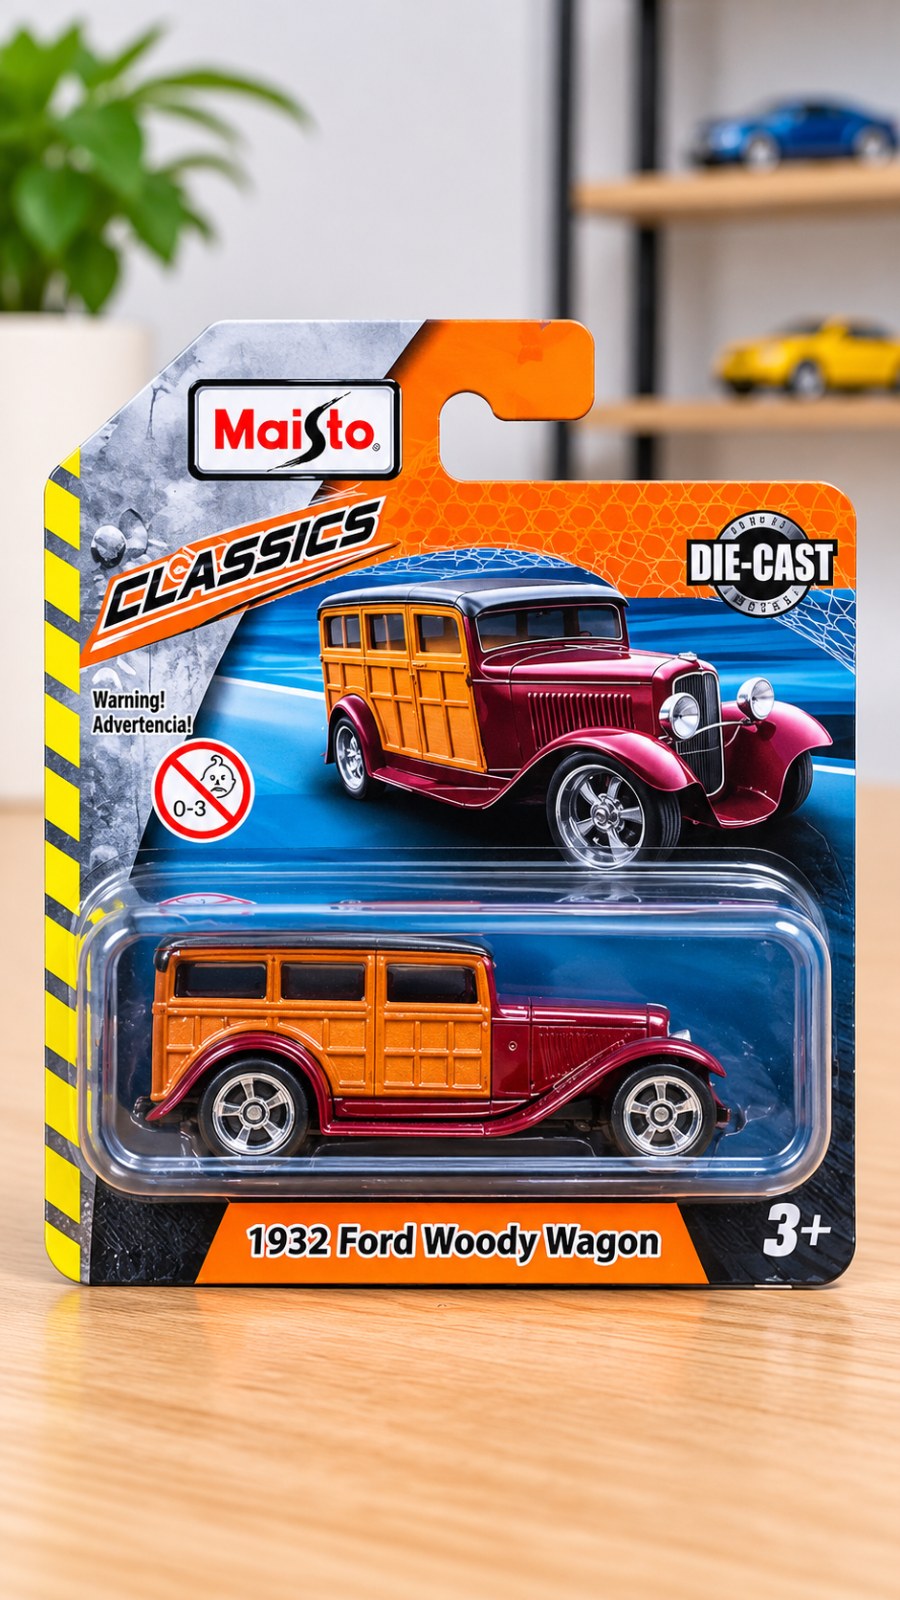 Maisto
CLASSICS
DIE-CAST
Warning!
Advertencia!
0-3
1932 Ford Woody Wagon
3+